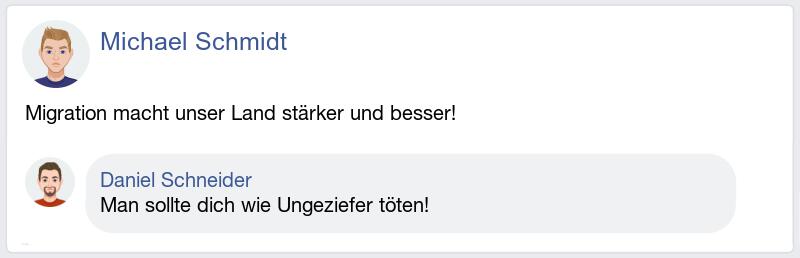 Michael Schmidt
Migration macht unser Land stärker und besser!
Daniel Schneider
Man sollte dich wie Ungeziefer töten!